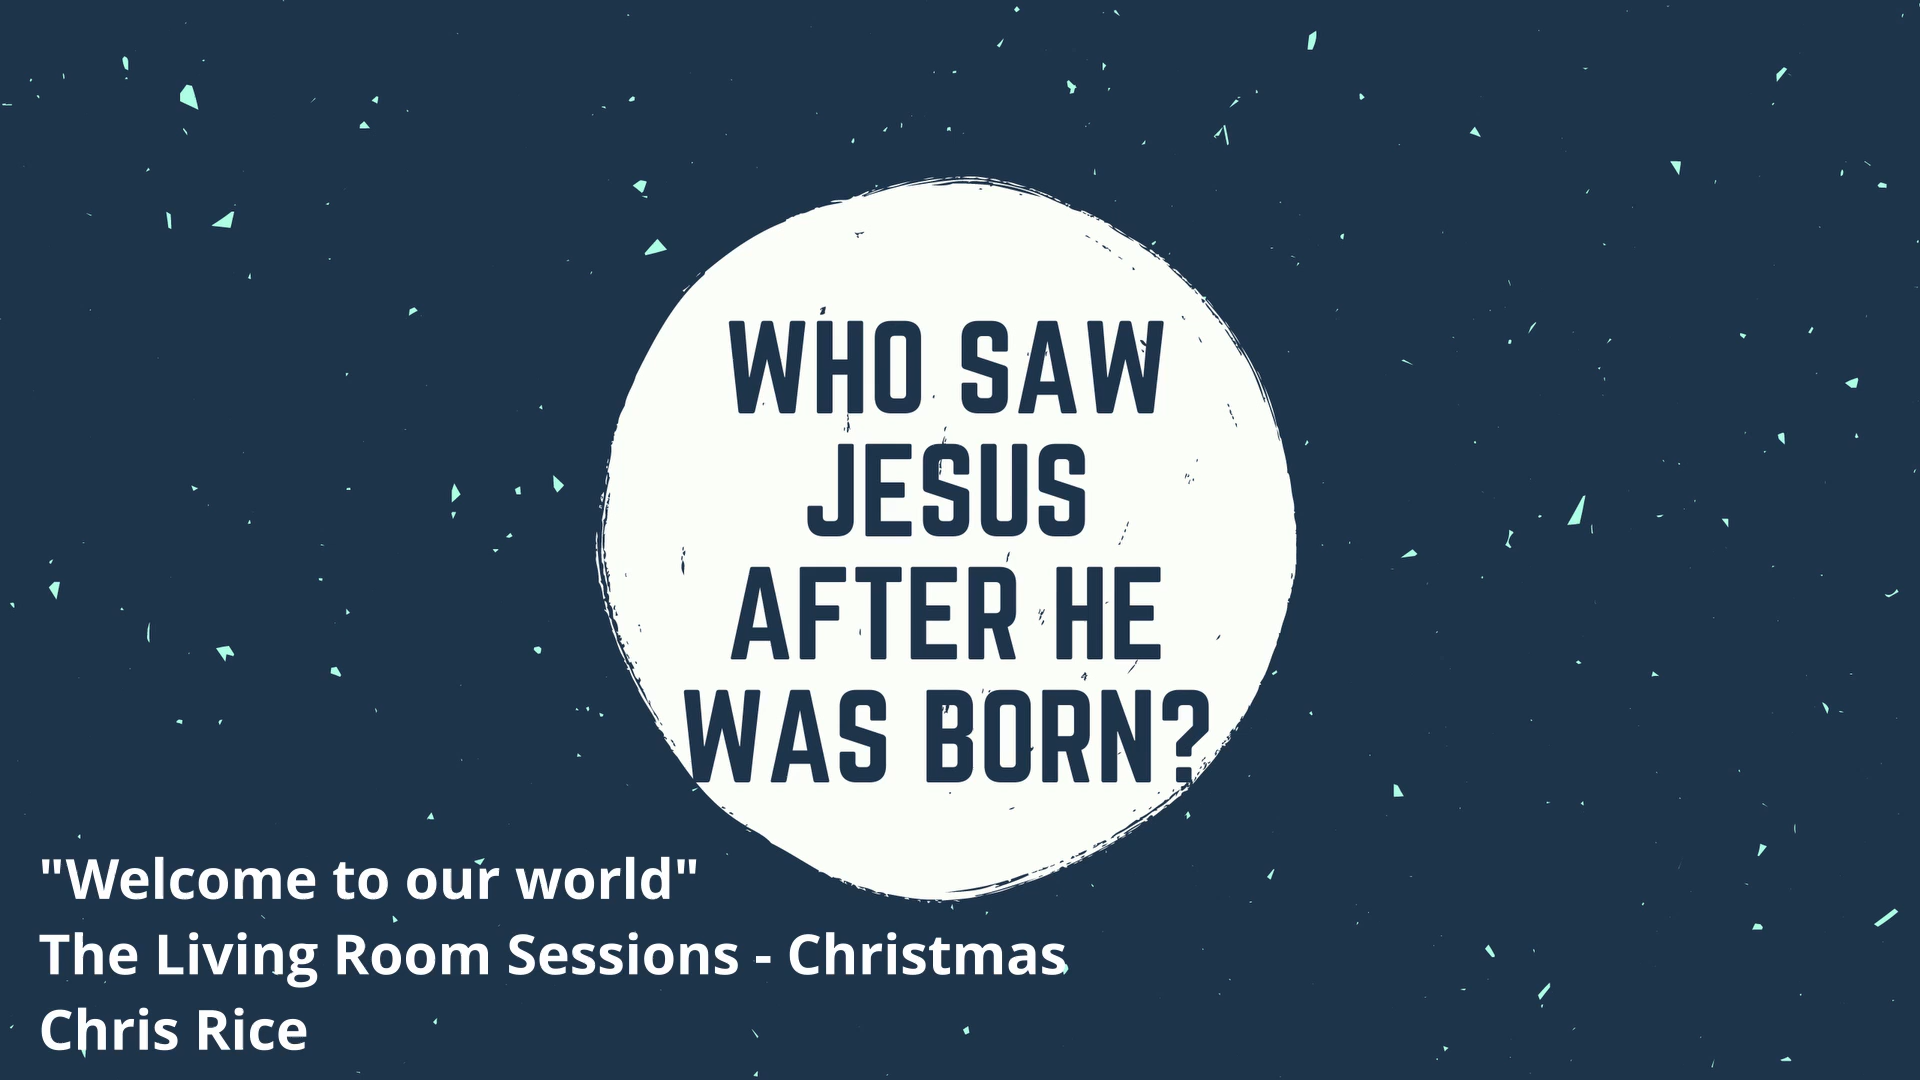 WHO SAW
JESUS
AFTER HE
WAS BORN?
"Welcome to our world"
The Living Room Sessions - Christmas
Chris Rice